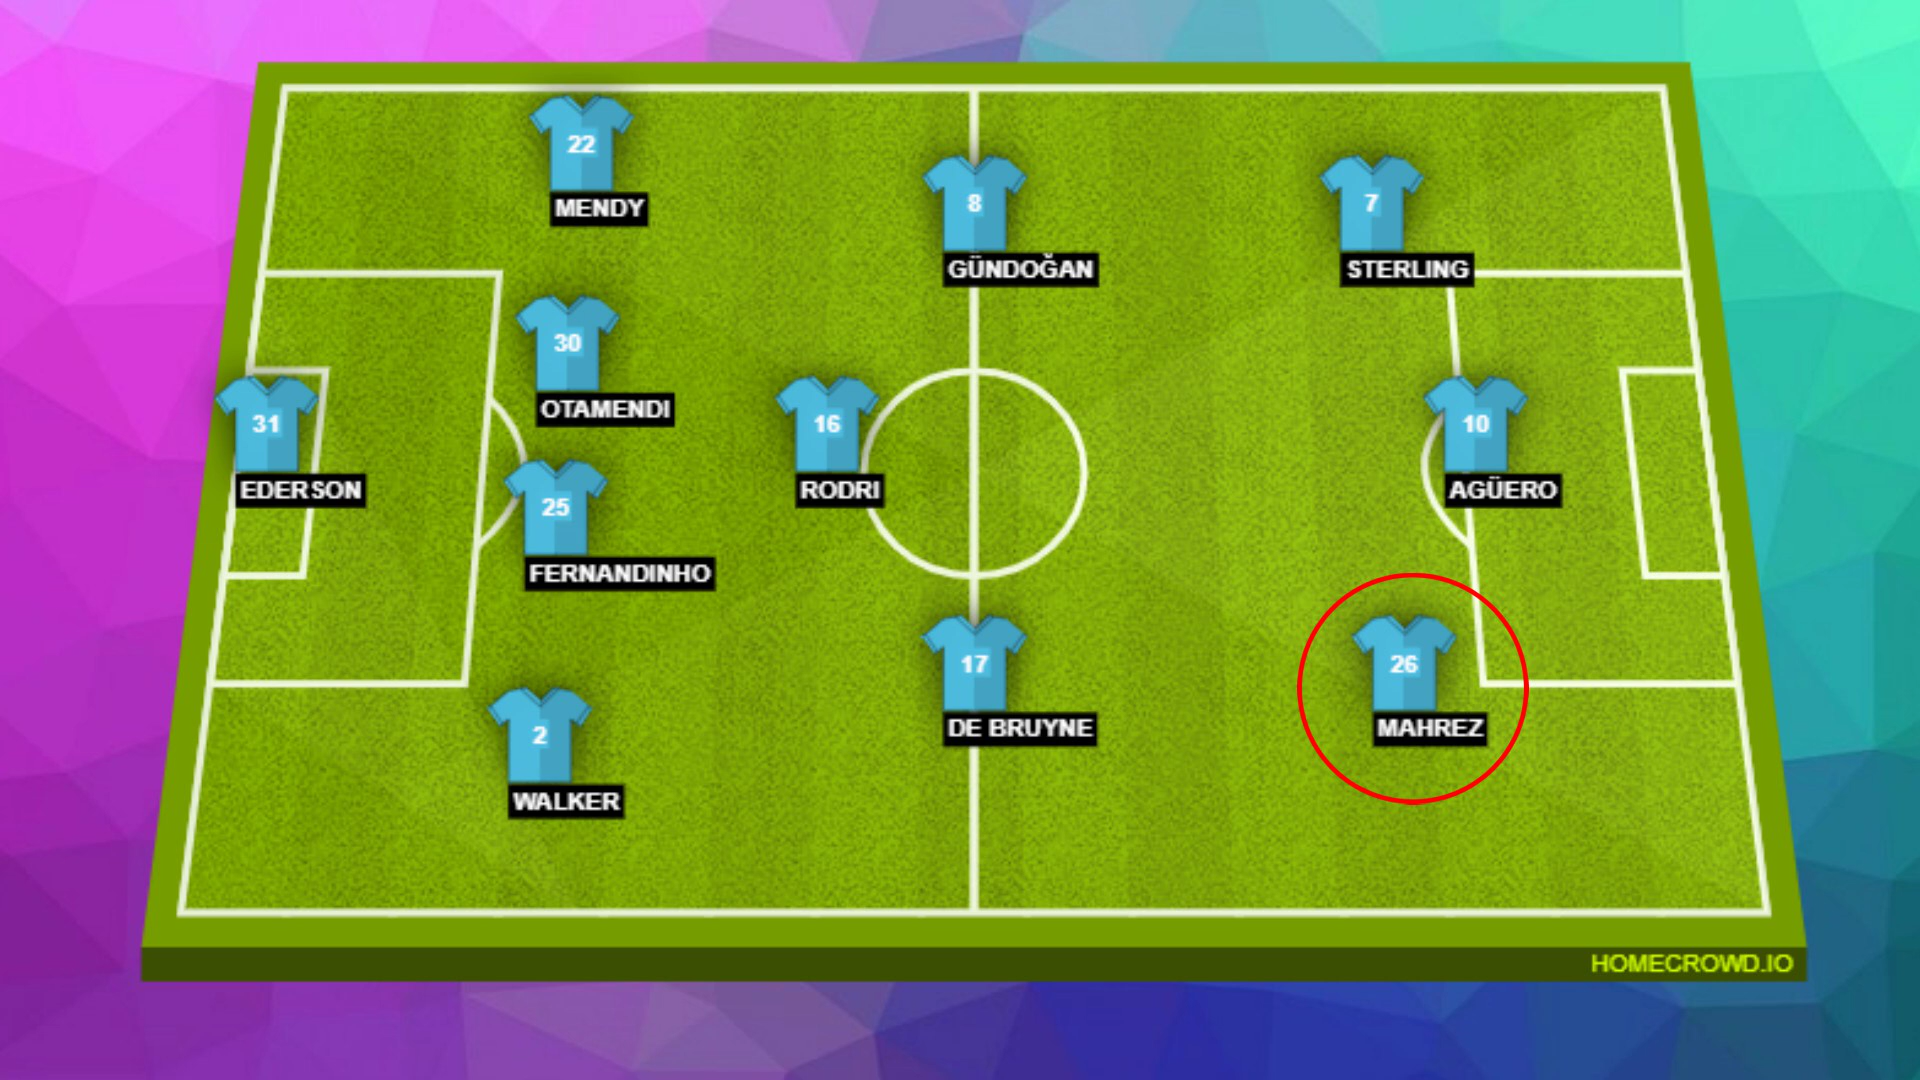 22
MENDY
8
GÜNDOĞAN
7
STERLING
30
OTAMENDI
31
EDERSON
16
RODRI
10
AGÜERO
25
FERNANDINHO
17
DE BRUYNE
26
MAHREZ
2
WALKER
HOMECROWD.IO